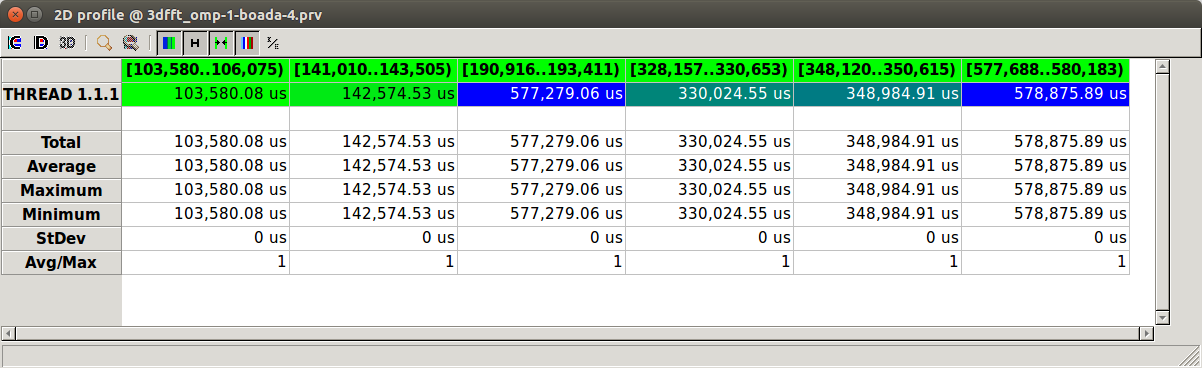 2D profile @ 3dfft_omp-1-boada-4.prv
IC ID 3D Σ/E
[103,580..106,075) [141,010..143,505) [190,916..193,411) [328,157..330,653) [348,120..350,615) [577,688..580,183)
THREAD 1.1.1 103,580.08 us 142,574.53 us 577,279.06 us 330,024.55 us 348,984.91 us 578,875.89 us
Total 103,580.08 us 142,574.53 us 577,279.06 us 330,024.55 us 348,984.91 us 578,875.89 us
Average 103,580.08 us 142,574.53 us 577,279.06 us 330,024.55 us 348,984.91 us 578,875.89 us
Maximum 103,580.08 us 142,574.53 us 577,279.06 us 330,024.55 us 348,984.91 us 578,875.89 us
Minimum 103,580.08 us 142,574.53 us 577,279.06 us 330,024.55 us 348,984.91 us 578,875.89 us
StDev 0 us 0 us 0 us 0 us 0 us 0 us
Avg/Max 1 1 1 1 1 1